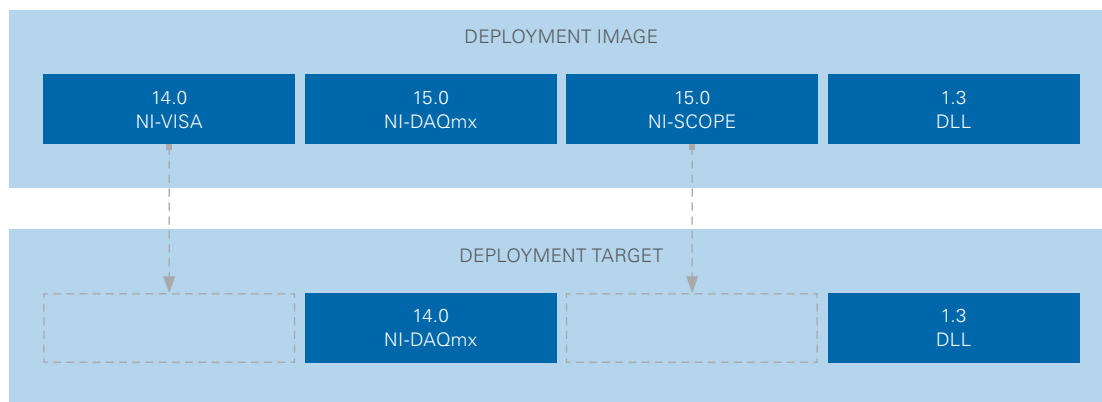 DEPLOYMENT IMAGE
14.0
NI-VISA
15.0
NI-DAQmx
15.0
NI-SCOPE
1.3
DLL
DEPLOYMENT TARGET
14.0
NI-DAQmx
1.3
DLL